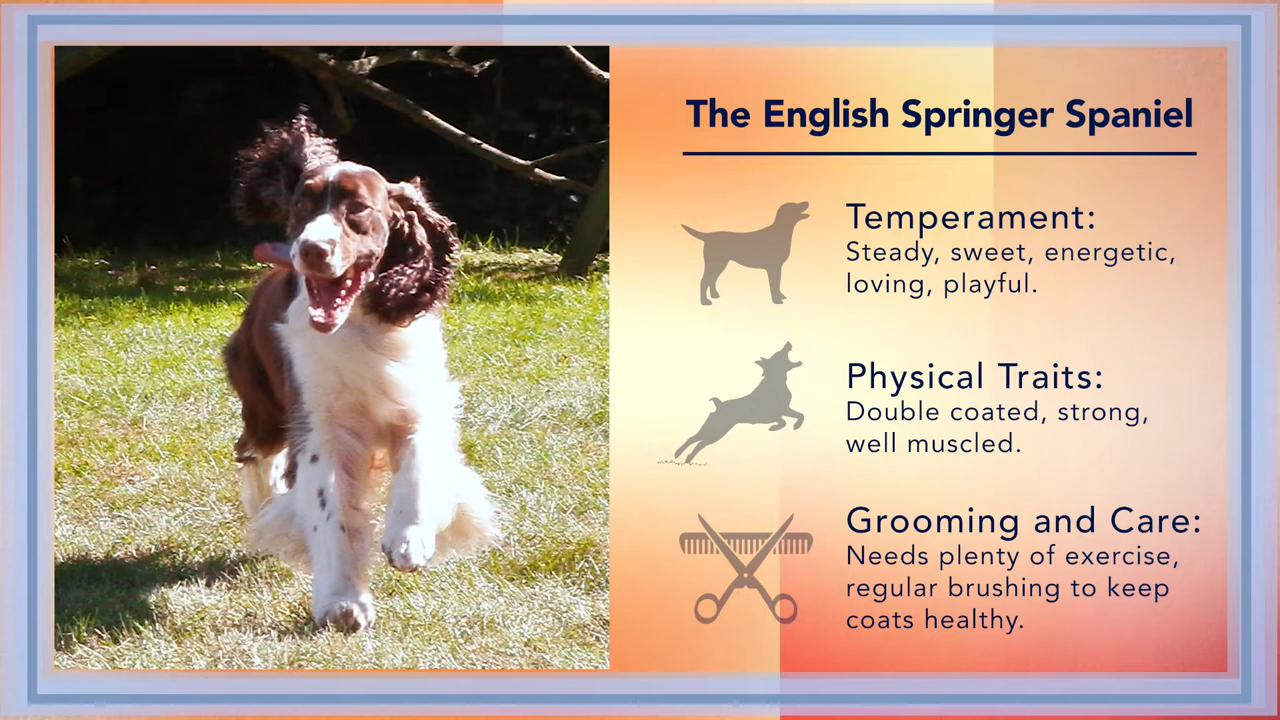 The English Springer Spaniel
Temperament:
Steady, sweet, energetic,
loving, playful.
Physical Traits:
Double coated, strong,
well muscled.
Grooming and Care:
Needs plenty of exercise,
regular brushing to keep
coats healthy.